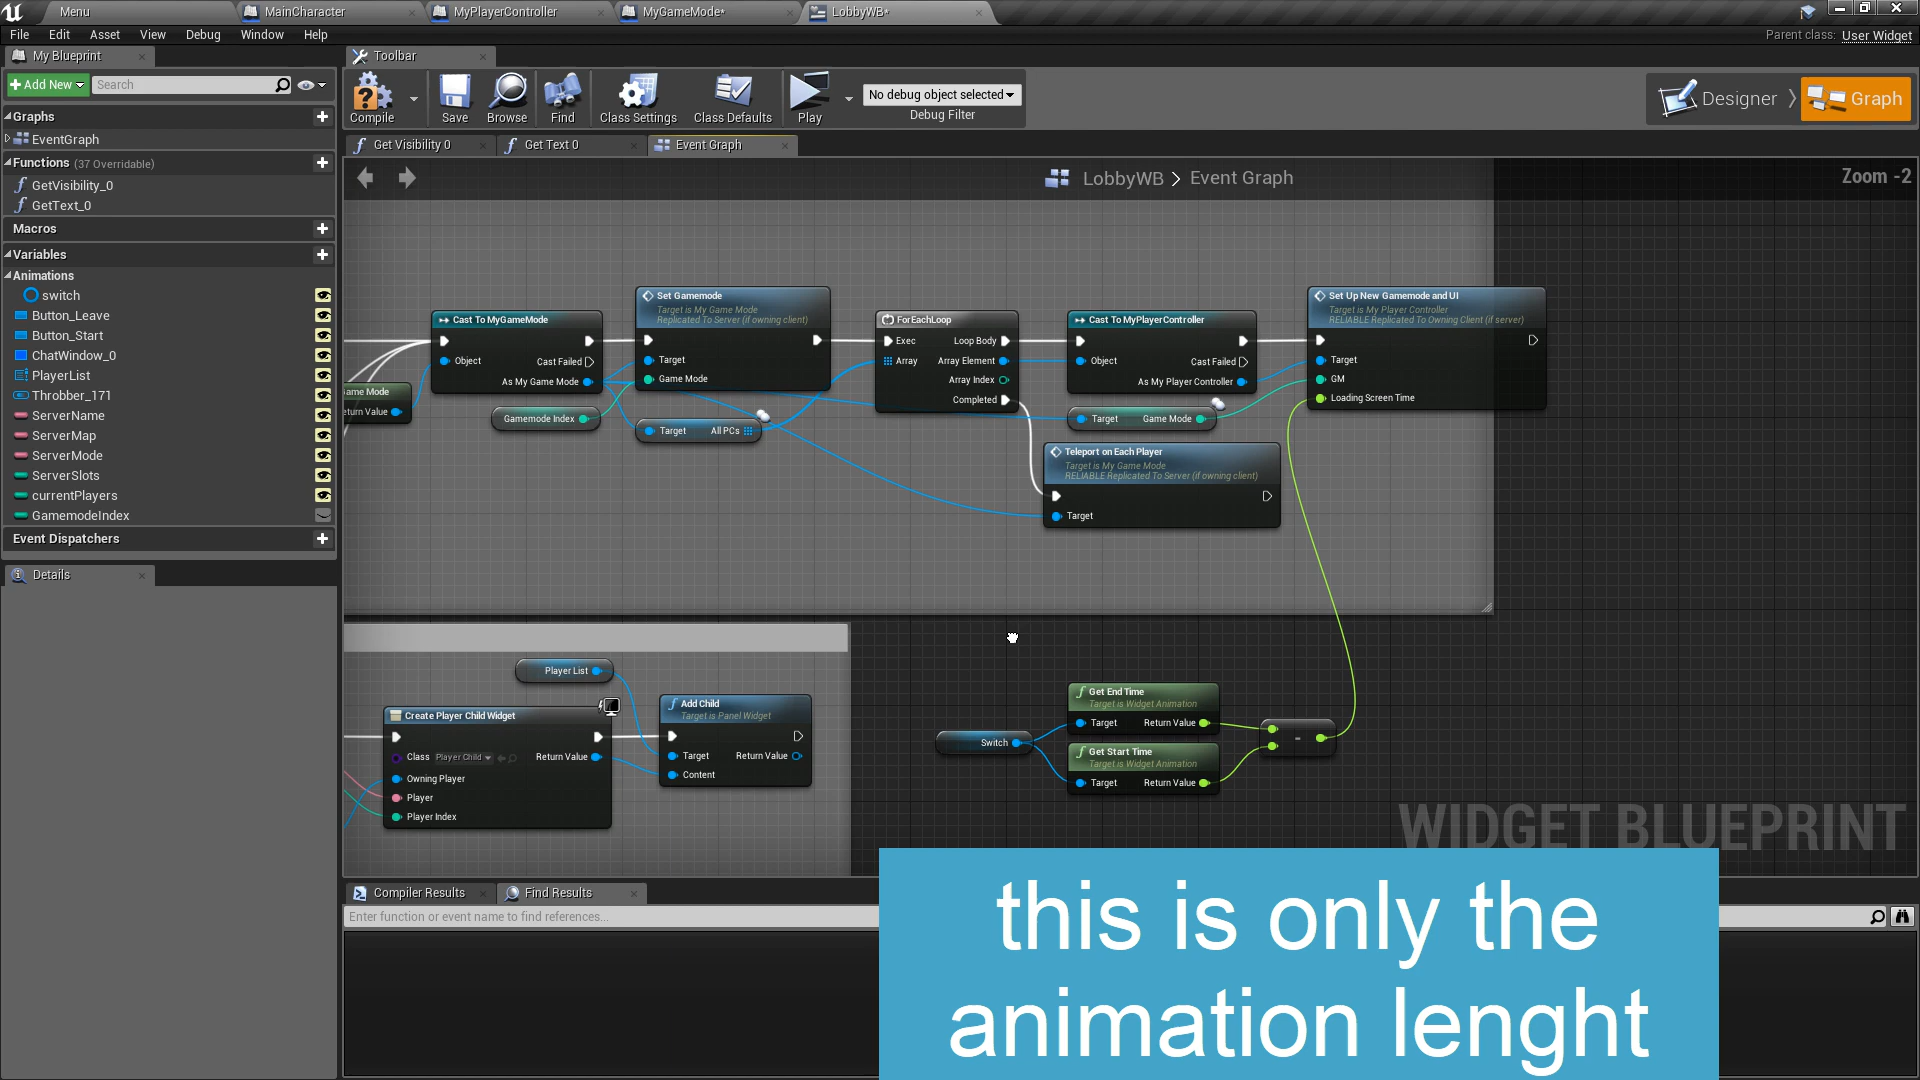 Menu
MainCharacter
MyPlayerController
MyGameMode*
LobbyWB*
File Edit Asset View Debug Window Help
Parent class: User Widget
My Blueprint
Toolbar
Add New
Search
Compile
Save
Browse
Find
Class Settings
Class Defaults
Play
No debug object selected
Debug Filter
Designer
Graph
Graphs
EventGraph
Functions (37 Overridable)
GetVisibility_0
GetText_0
Macros
Variables
Animations
switch
Button_Leave
Button_Start
ChatWindow_0
PlayerList
Throbber_171
ServerName
ServerMap
ServerMode
ServerSlots
currentPlayers
GamemodeIndex
Event Dispatchers
Details
Get Visibility 0
Get Text 0
Event Graph
LobbyWB > Event Graph
Zoom -2
Game Mode
Return Value
Cast To MyGameMode
Object
Cast Failed
As My Game Mode
Gamemode Index
Set Gamemode
Target is My Game Mode
Replicated To Server (if owning client)
Target
Game Mode
Target All PCs
ForEachLoop
Exec Loop Body
Array Array Element
Array Index
Completed
Cast To MyPlayerController
Object Cast Failed
As My Player Controller
Target Game Mode
Set Up New Gamemode and UI
Target is My Player Controller
RELIABLE Replicated To Owning Client (if server)
Target
GM
Loading Screen Time
Teleport on Each Player
Target is My Game Mode
RELIABLE Replicated To Server (if owning client)
Target
Player List
Create Player Child Widget
Class Player Child Return Value
Owning Player
Player
Player Index
Add Child
Target is Panel Widget
Target Return Value
Content
Switch
Get End Time
Target is Widget Animation
Target Return Value
Get Start Time
Target is Widget Animation
Target Return Value
-
WIDGET BLUEPRINT
Compiler Results
Find Results
Enter function or event name to find references...
this is only the
animation lenght